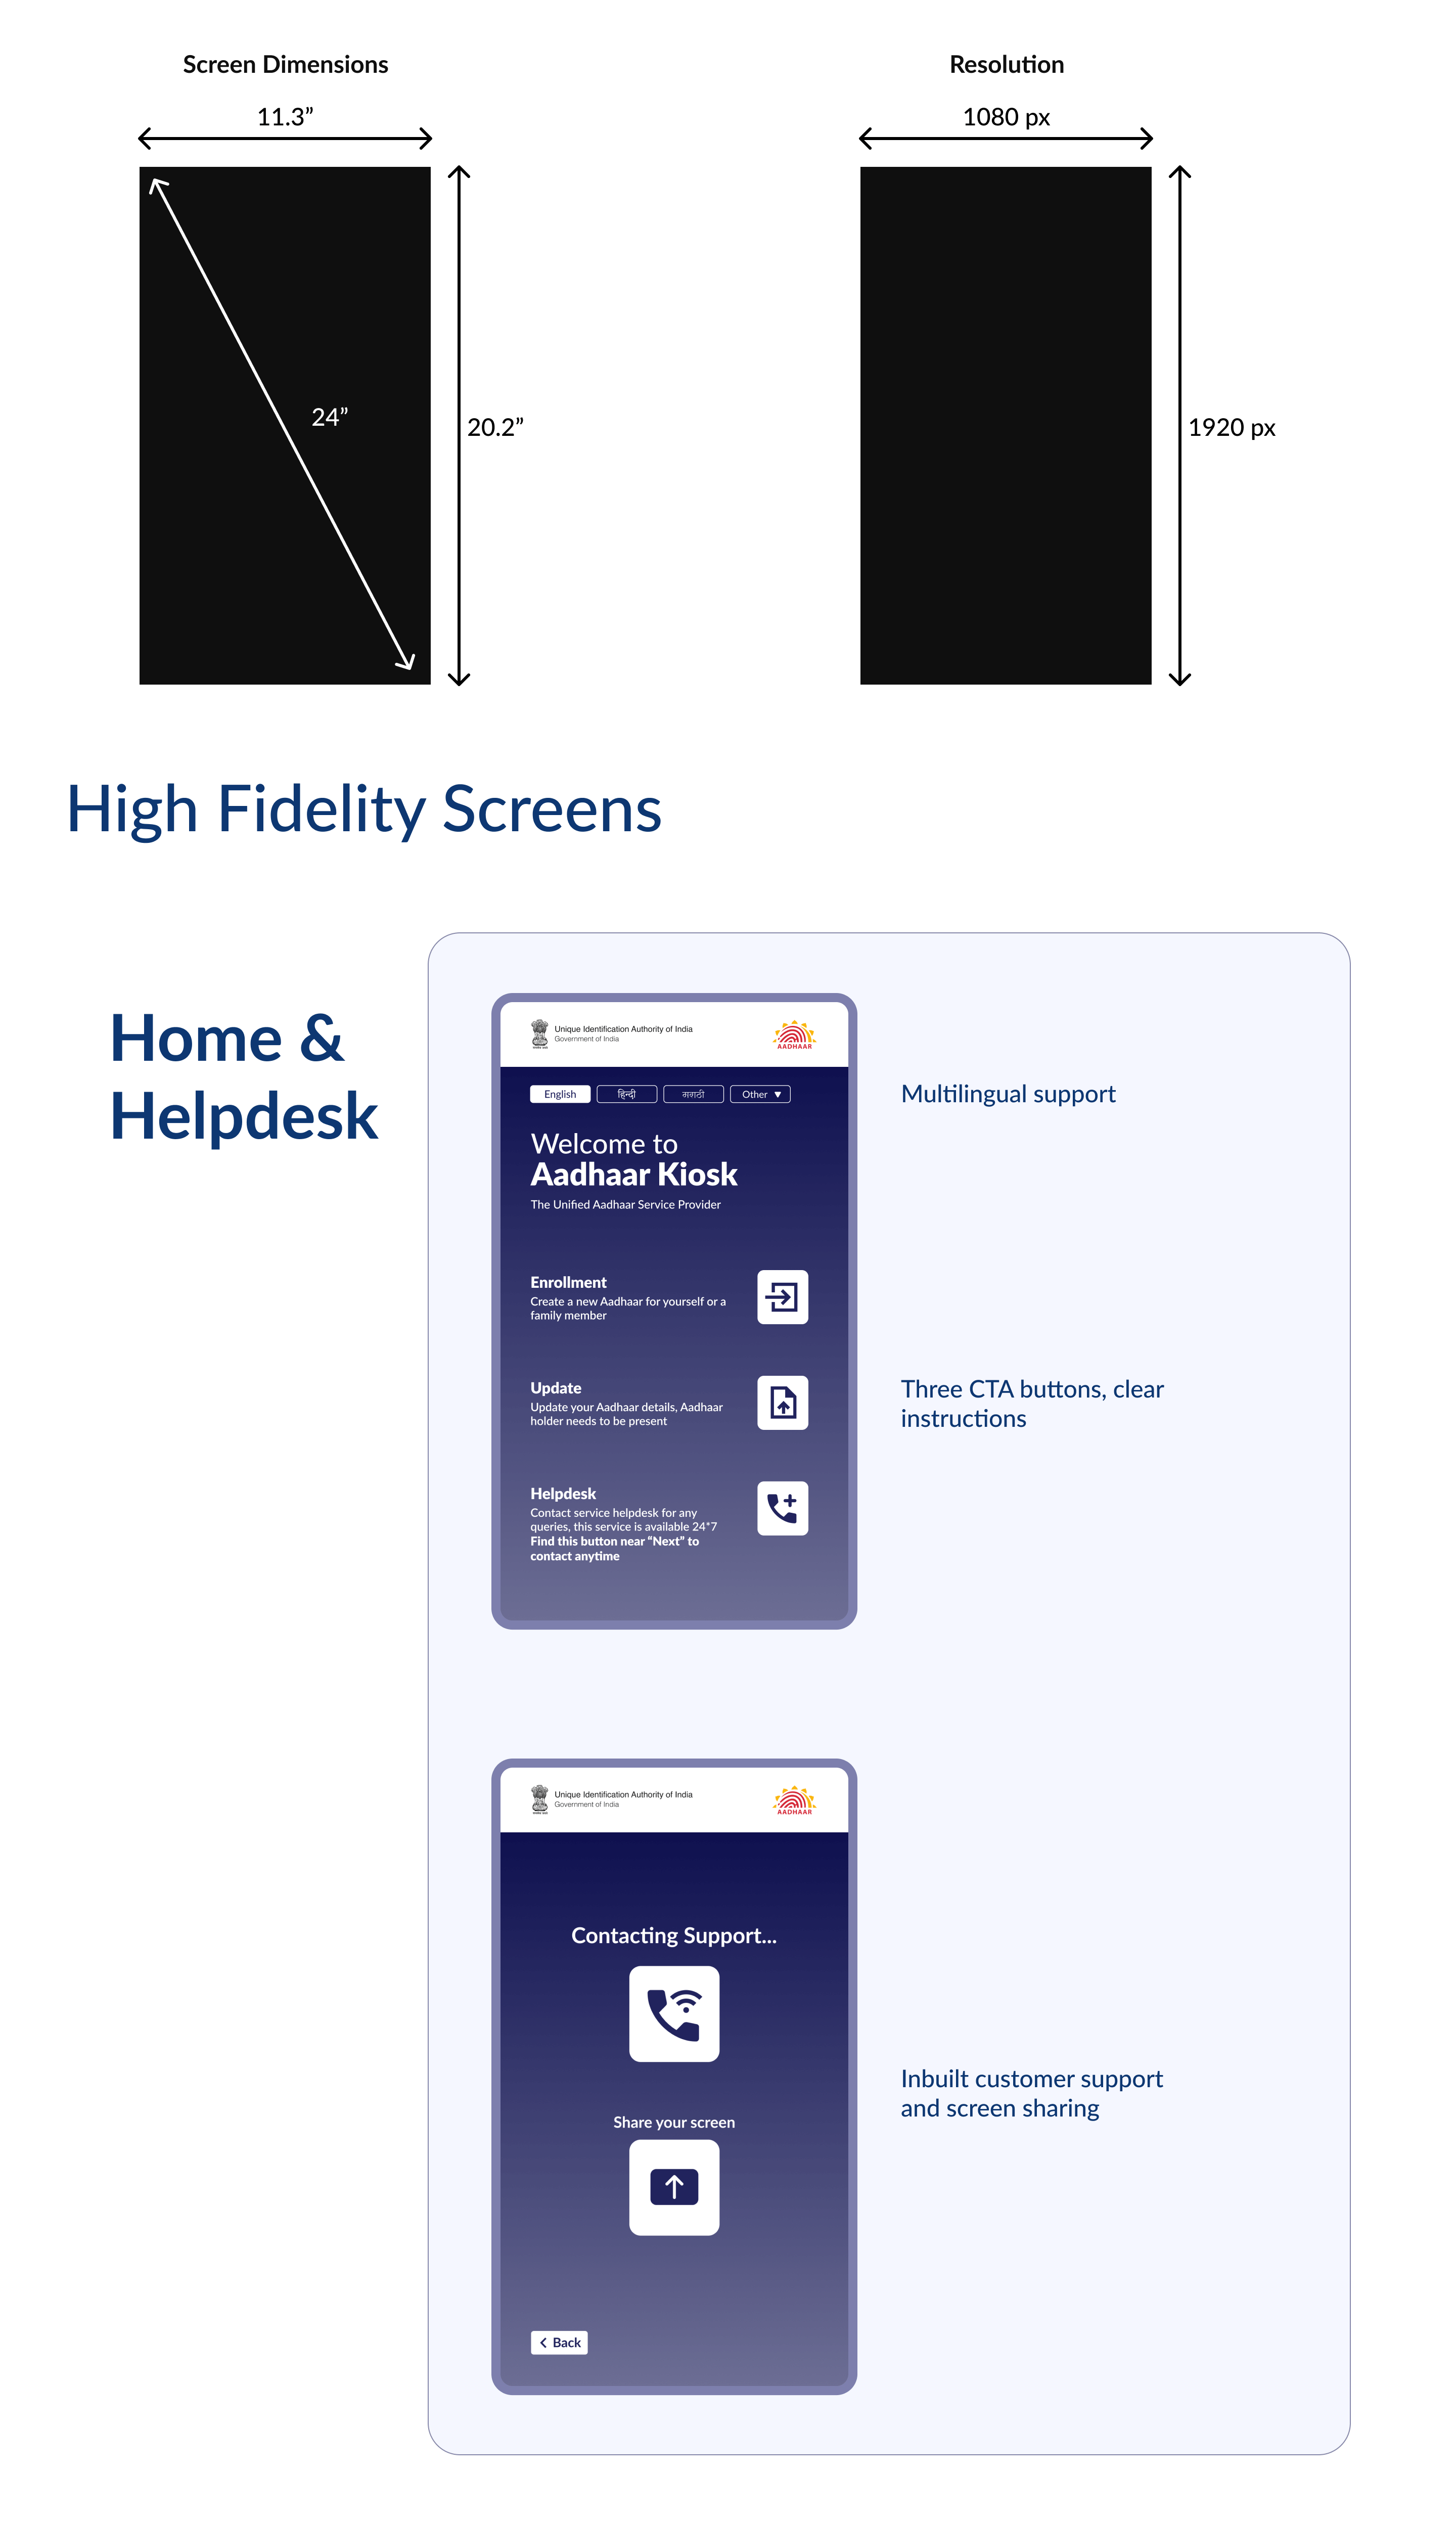 Screen Dimensions
11.3”
24”
20.2”
Resolution
1080 px
1920 px
High Fidelity Screens
Home &
Helpdesk
Unique Identification Authority of India
Government of India
AADHAAR
English
हिन्दी
मराठी
Other
Welcome to
Aadhaar Kiosk
The Unified Aadhaar Service Provider
Enrollment
Create a new Aadhaar for yourself or a
family member
Update
Update your Aadhaar details, Aadhaar
holder needs to be present
Helpdesk
Contact service helpdesk for any
queries, this service is available 24*7
Find this button near “Next” to
contact anytime
Multilingual support
Three CTA buttons, clear
instructions
Unique Identification Authority of India
Government of India
AADHAAR
Contacting Support...
Share your screen
Back
Inbuilt customer support
and screen sharing